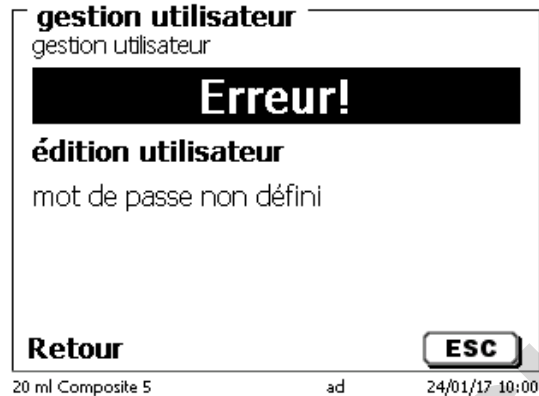 gestion utilisateur
gestion utilisateur
Erreur!
édition utilisateur
mot de passe non défini
Retour ESC
20 ml Composite 5 ad 24/01/17 10:00